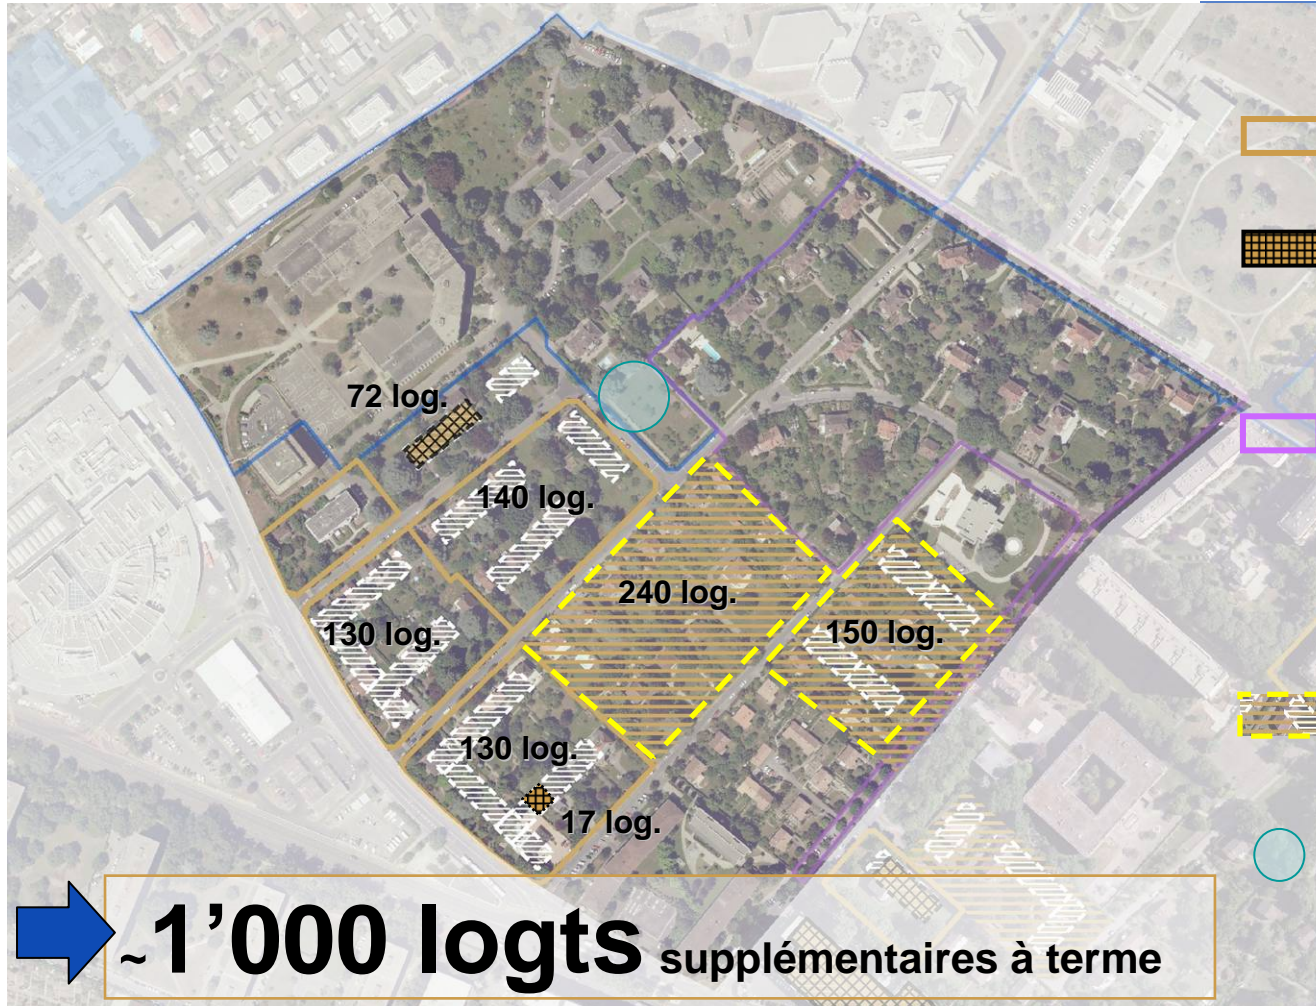 72 log.
140 log.
240 log.
130 log.
150 log.
130 log.
17 log.
~1’000 logts supplémentaires à terme